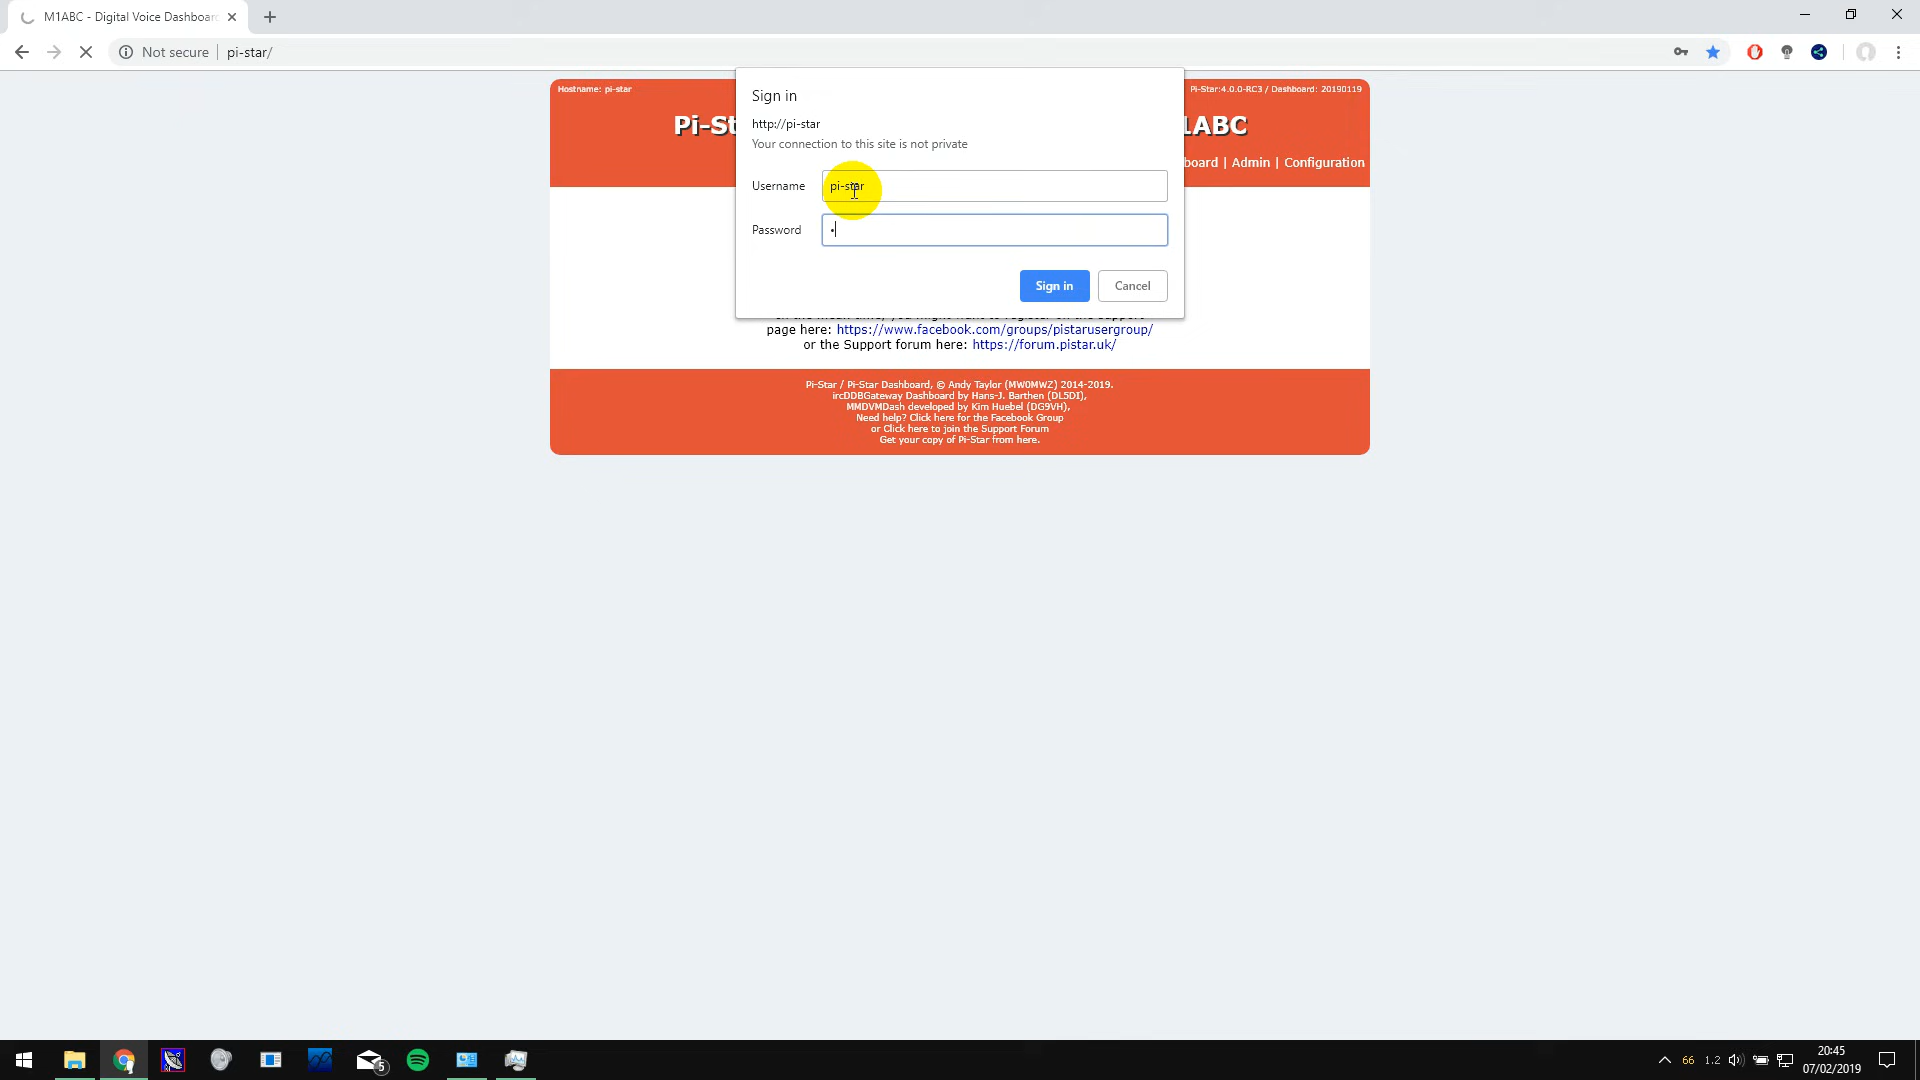 M1ABC - Digital Voice Dashboar
Not secure
pi-star/
Hostname: pi-star
Pi-Star:4.0.0-RC3 / Dashboard: 20190119
Pi-St
1ABC
board | Admin | Configuration
Sign in
http://pi-star
Your connection to this site is not private
Username
pi-star
Password
•
Sign in
Cancel
page here: https://www.facebook.com/groups/pistarusergroup/
or the Support forum here: https://forum.pistar.uk/
Pi-Star / Pi-Star Dashboard, © Andy Taylor (MW0MWZ) 2014-2019.
ircDDBGateway Dashboard by Hans-J. Barthen (DL5DI),
MMDVMDash developed by Kim Huebel (DG9VH),
Need help? Click here for the Facebook Group
or Click here to join the Support Forum
Get your copy of Pi-Star from here.
5
66
1.2
20:45
07/02/2019